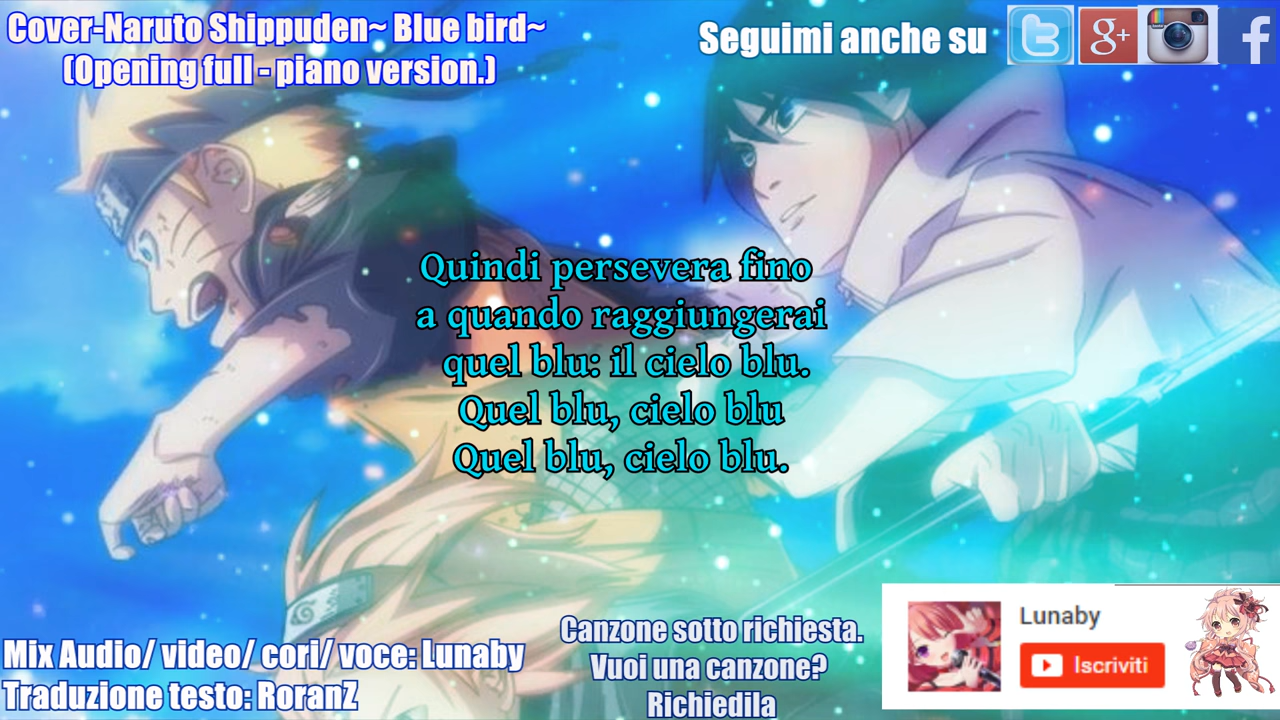 Cover-Naruto Shippuden~ Blue bird~
(Opening full - piano version.)
Seguimi anche su
Quindi persevera fino
a quando raggiungerai
quel blu: il cielo blu.
Quel blu, cielo blu
Quel blu, cielo blu.
Mix Audio/ video/ cori/ voce: Lunaby
Traduzione testo: RoranZ
Canzone sotto richiesta.
Vuoi una canzone?
Richiedila
Lunaby
Iscriviti